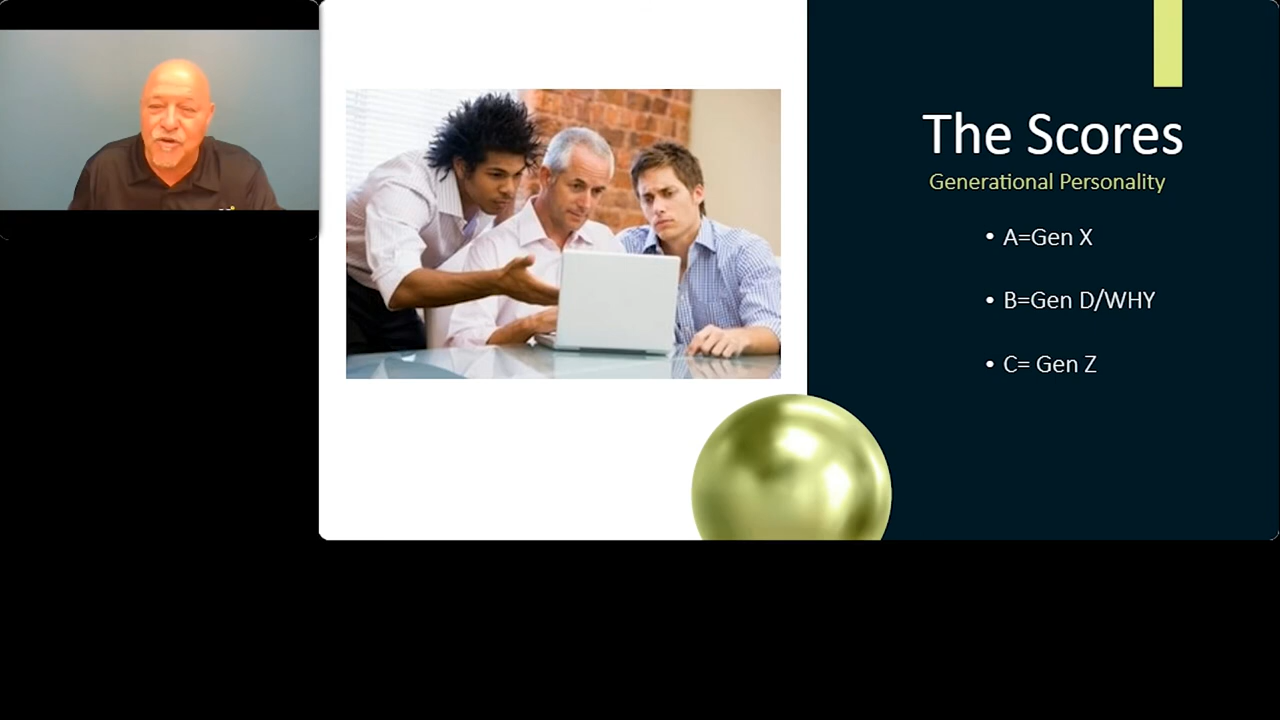 The Scores
Generational Personality
• A=Gen X
• B=Gen D/WHY
• C= Gen Z